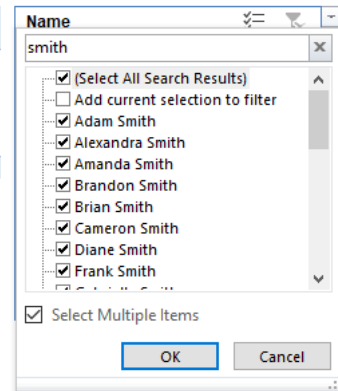 Name
smith
(Select All Search Results)
Add current selection to filter
Adam Smith
Alexandra Smith
Amanda Smith
Brandon Smith
Brian Smith
Cameron Smith
Diane Smith
Frank Smith
Select Multiple Items
OK
Cancel